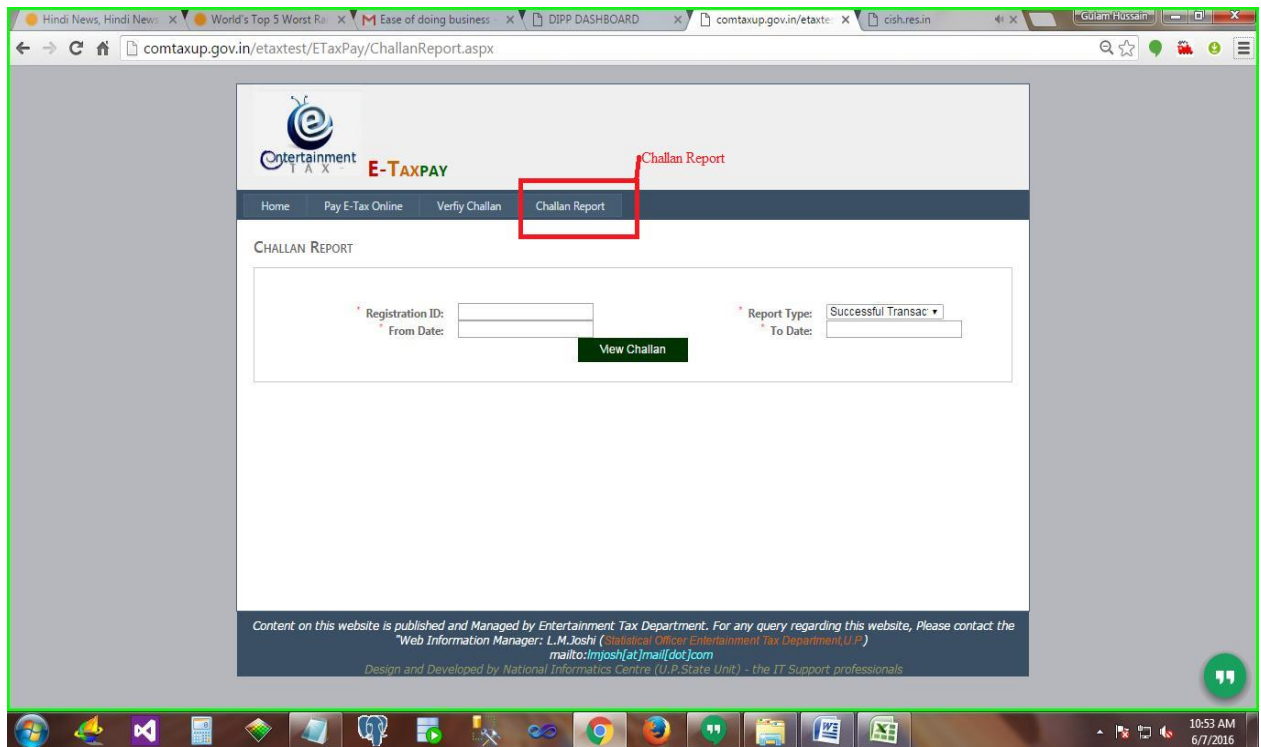 Hindi News, Hindi News
World's Top 5 Worst Ra
Ease of doing business -
DIPP DASHBOARD
comtaxup.gov.in/etaxte
cish.res.in
Gulam Hussain
comtaxup.gov.in/etaxtest/ETaxPay/ChallanReport.aspx
entertainment
TAX
E-TAXPAY
Challan Report
Home
Pay E-Tax Online
Verfiy Challan
Challan Report
CHALLAN REPORT
* Registration ID:
* Report Type:
Successful Transac
* From Date:
* To Date:
View Challan
Content on this website is published and Managed by Entertainment Tax Department. For any query regarding this website, Please contact the
"Web Information Manager: L.M.Joshi (Statistical Officer Entertainment Tax Department,U.P.)
mailto:lmjosh[at]mail[dot]com
Design and Developed by National Informatics Centre (U.P.State Unit) - the IT Support professionals
10:53 AM
6/7/2016